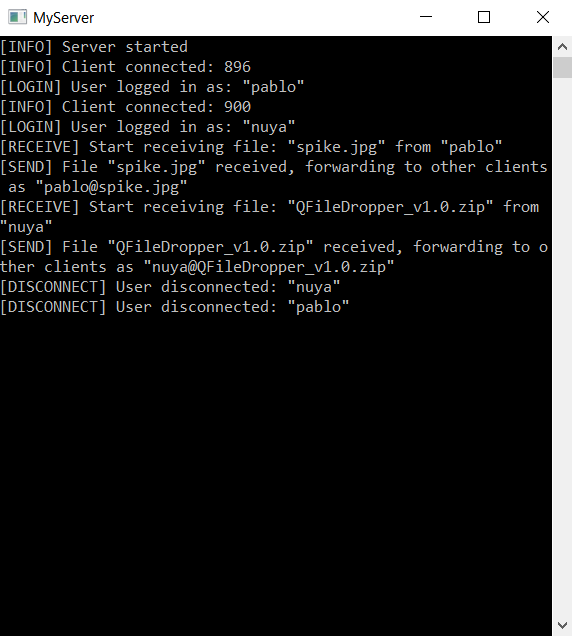 MyServer
[INFO] Server started
[INFO] Client connected: 896
[LOGIN] User logged in as: "pablo"
[INFO] Client connected: 900
[LOGIN] User logged in as: "nuya"
[RECEIVE] Start receiving file: "spike.jpg" from "pablo"
[SEND] File "spike.jpg" received, forwarding to other clients
as "pablo@spike.jpg"
[RECEIVE] Start receiving file: "QFileDropper_v1.0.zip" from
"nuya"
[SEND] File "QFileDropper_v1.0.zip" received, forwarding to o
ther clients as "nuya@QFileDropper_v1.0.zip"
[DISCONNECT] User disconnected: "nuya"
[DISCONNECT] User disconnected: "pablo"